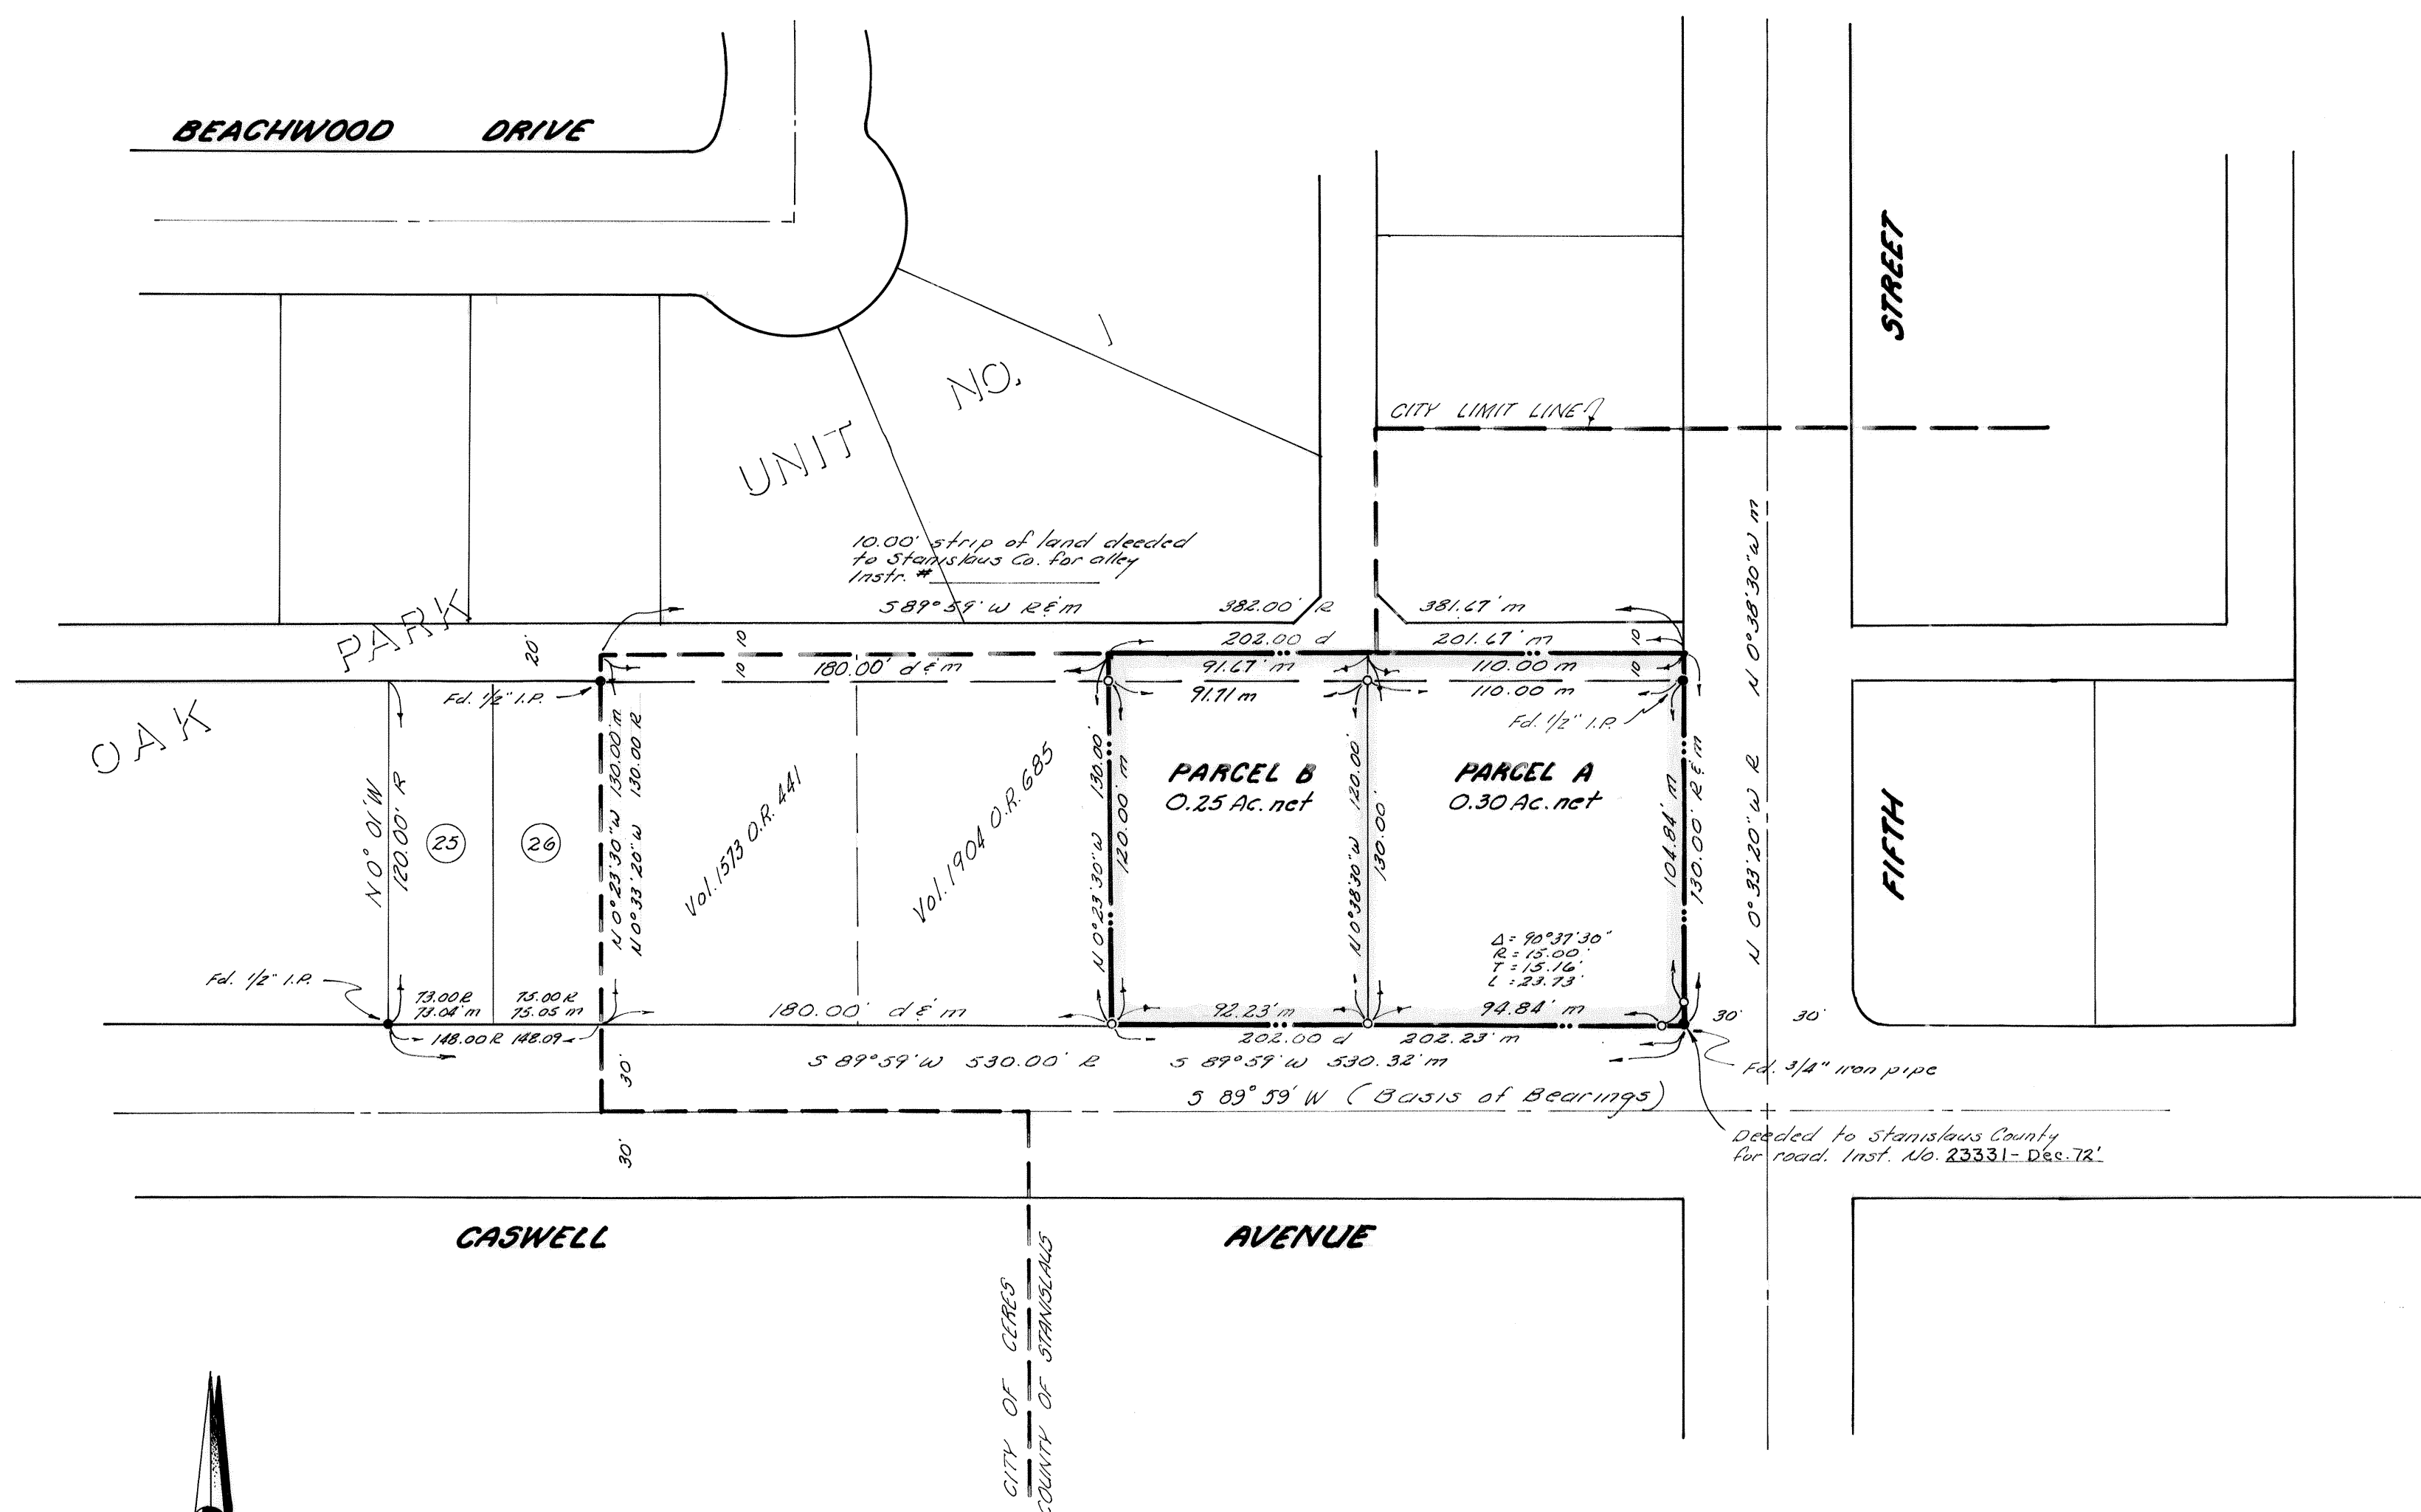 BEACHWOOD DRIVE
STREET
UNIT NO. 1
CITY LIMIT LINE
10.00' strip of land deeded
to Stanislaus Co. for alley
Instr. #
S 89° 59' W R & m 382.00' R 381.67' m
OAK PARK
20'
10
10
10
10
202.00 d 201.67' m
180.00' d & m
91.67' m
110.00 m
91.71 m
110.00 m
Fd. 1/2" I.P.
Fd. 1/2" I.P.
N 0° 38' 30" W m
N 0° 33' 20" W R
N 0° 01' W
120.00' R
25
26
N 0° 23' 30" W 130.00' m
N 0° 33' 20" W 130.00 R
Vol. 1573 O.R. 441
Vol. 1904 O.R. 685
N 0° 23' 30" W 130.00'
120.00' m
PARCEL B
0.25 Ac. net
N 0° 38' 30" W 120.00'
130.00'
PARCEL A
0.30 Ac. net
104.84' m
130.00' R & m
FIFTH
Δ = 90° 37' 30"
R = 15.00'
T = 15.16'
L = 23.73'
Fd. 1/2" I.P.
73.00 R
73.04' m
75.00 R
75.05 m
180.00' d & m
92.23' m
94.84' m
30' 30'
148.00 R 148.09
202.00 d 202.23' m
S 89° 59' W 530.00' R S 89° 59' W 530.32' m
30'
Fd. 3/4" iron pipe
S 89° 59' W (Basis of Bearings)
30'
Deeded to Stanislaus County
for road. Inst. No. 23331- Dec. 72'
CASWELL AVENUE
CITY OF CERES
COUNTY OF STANISLAUS